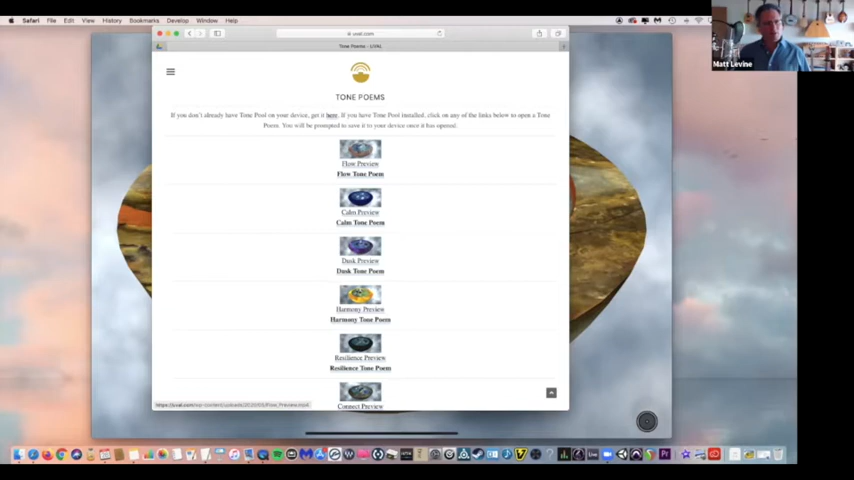 Safari File Edit View History Bookmarks Develop Window Help
Matt Levine
uval.com
Tone Poems - UVAL
TONE POEMS
If you don't already have Tone Pool on your device, get it here. If you have Tone Pool installed, click on any of the links below to open a Tone
Poem. You will be prompted to save it to your device once it has opened.
Flow Preview
Flow Tone Poem
Calm Preview
Calm Tone Poem
Dusk Preview
Dusk Tone Poem
Harmony Preview
Harmony Tone Poem
Resilience Preview
Resilience Tone Poem
Connect Preview